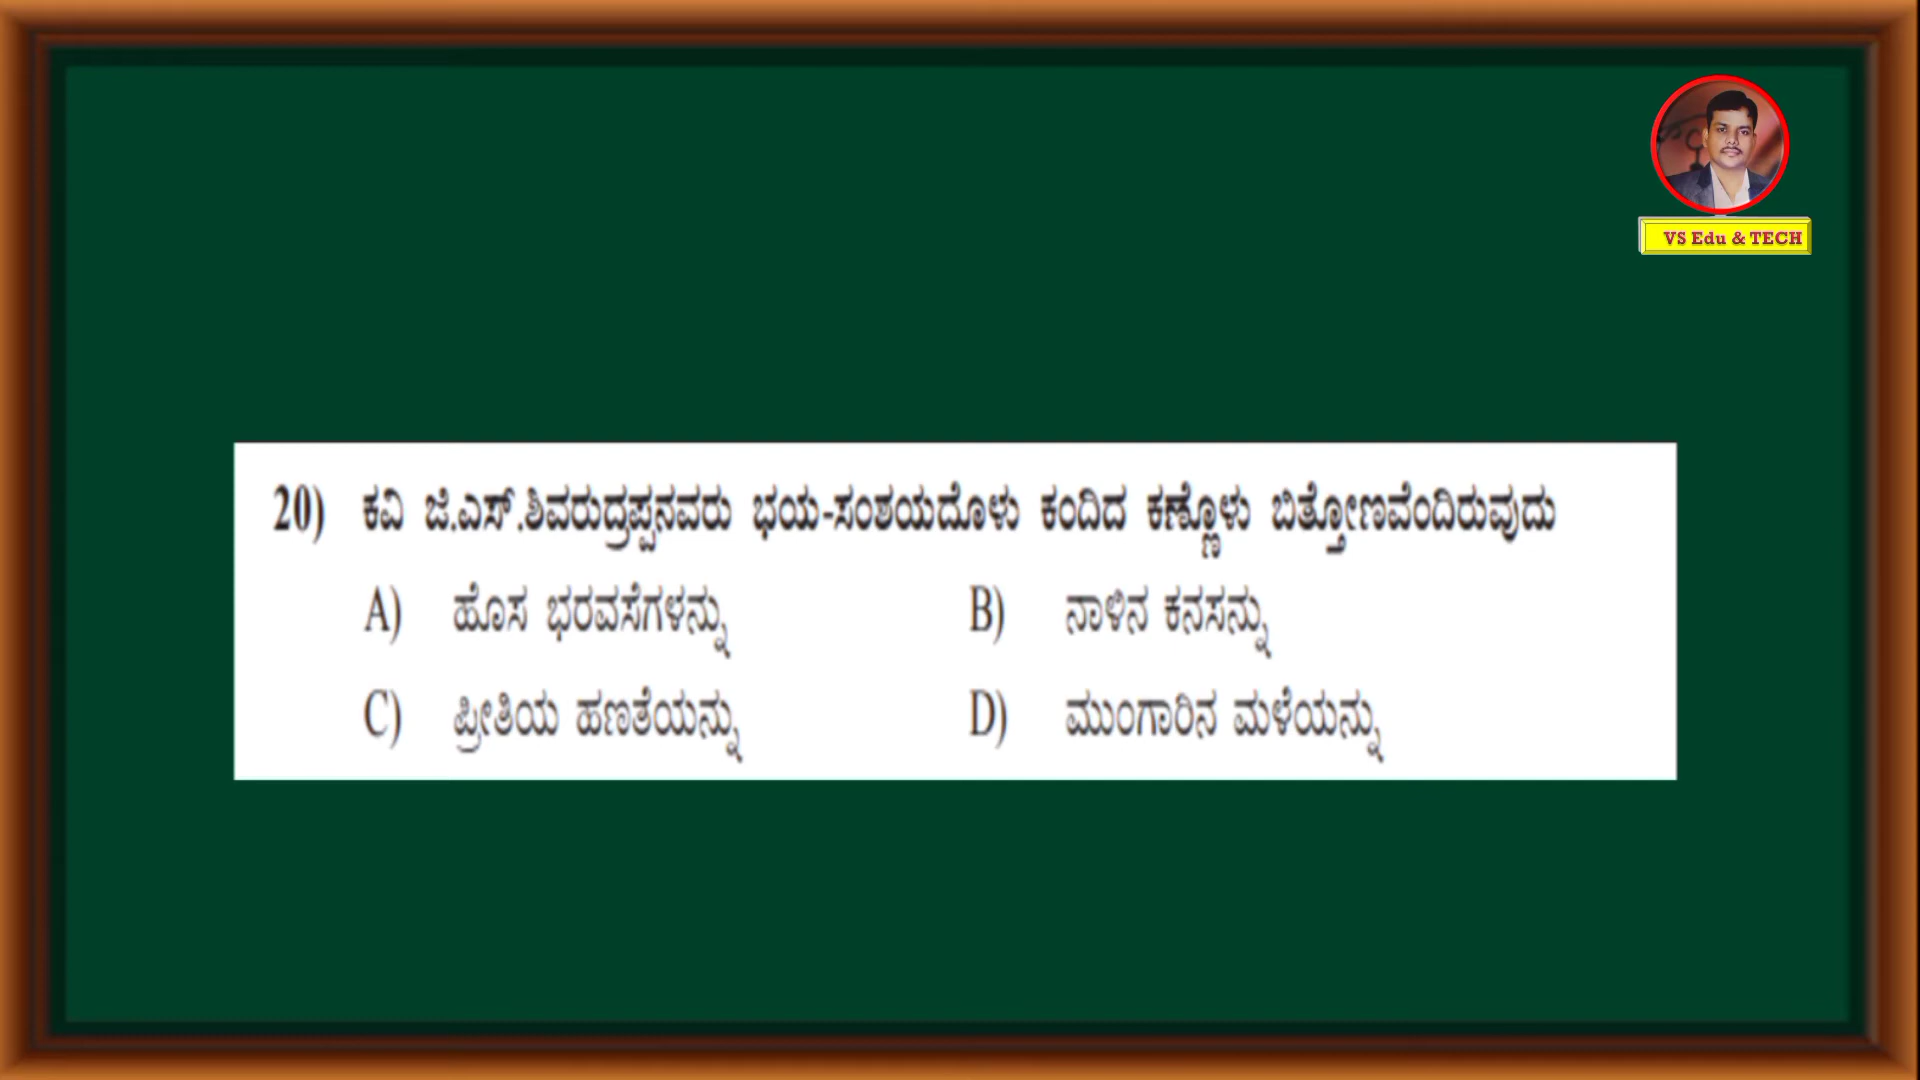 VS Edu & TECH
20) ಕವಿ ಜಿ.ಎಸ್.ಶಿವರುದ್ರಪ್ಪನವರು ಭಯ-ಸಂಶಯದೊಳು ಕಂದಿದ ಕಣ್ಣೊಳು ಬಿತ್ತೋಣವೆಂದಿರುವುದು
A) ಹೊಸ ಭರವಸೆಗಳನ್ನು B) ನಾಳಿನ ಕನಸನ್ನು
C) ಪ್ರೀತಿಯ ಹಣತೆಯನ್ನು D) ಮುಂಗಾರಿನ ಮಳೆಯನ್ನು